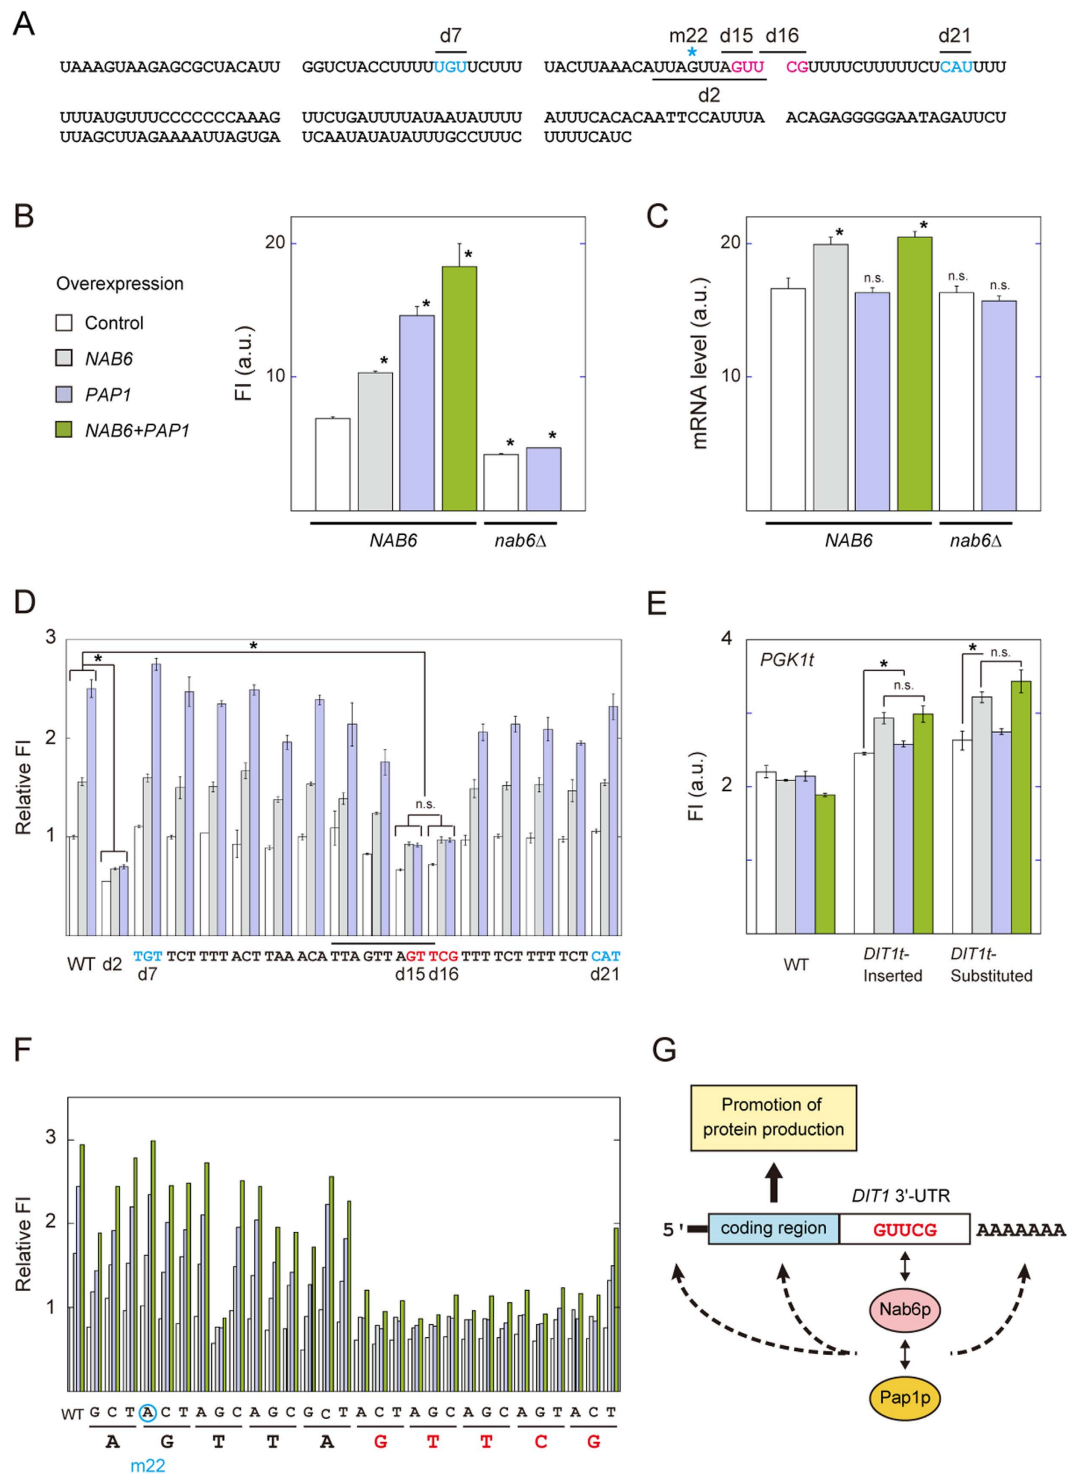 A
d7 m22 d15 d16 d21
*
UAAAGUAAGAGCGCUACAUU GGUCUACCUUUUUGUUCUUU UACUUAAACAUUAGUUAGUU CGUUUUCUUUUUCUCAUUUU
d2
UUUAUGUUUCCCCCCCAAAG UUCUGAUUUUAUAAUAUUUU AUUUCACACAATTCCAUUUA ACAGAGGGGGAATAGAUUCU
UUAGCUUAGAAAAUUAGUGA UCAAUAUAUAUUUGCCUUUC UUUUCAUC
B
Overexpression
Control
NAB6
PAP1
NAB6+PAP1
FI (a.u.)
20
10
* * * * *
NAB6 nab6Δ
C
mRNA level (a.u.)
20
10
* n.s. * n.s. n.s.
NAB6 nab6Δ
D
Relative FI
3
2
1
* *
n.s.
WT d2 TGT TCT TTT ACT TAA ACA TTA GTT AGT TCG TTT TCT TTT TCT CAT
d7 d15 d16 d21
E
FI (a.u.)
4
2
PGK1t
* n.s.
* n.s.
WT DIT1t- DIT1t-
Inserted Substituted
F
Relative FI
3
2
1
WT G C T A C T A G C A G C G C T A C T A G C A G C A G T A C T
A G T T A G T T C G
m22
G
Promotion of
protein production
DIT1 3'-UTR
5' coding region GUUCG AAAAAAA
Nab6p
Pap1p